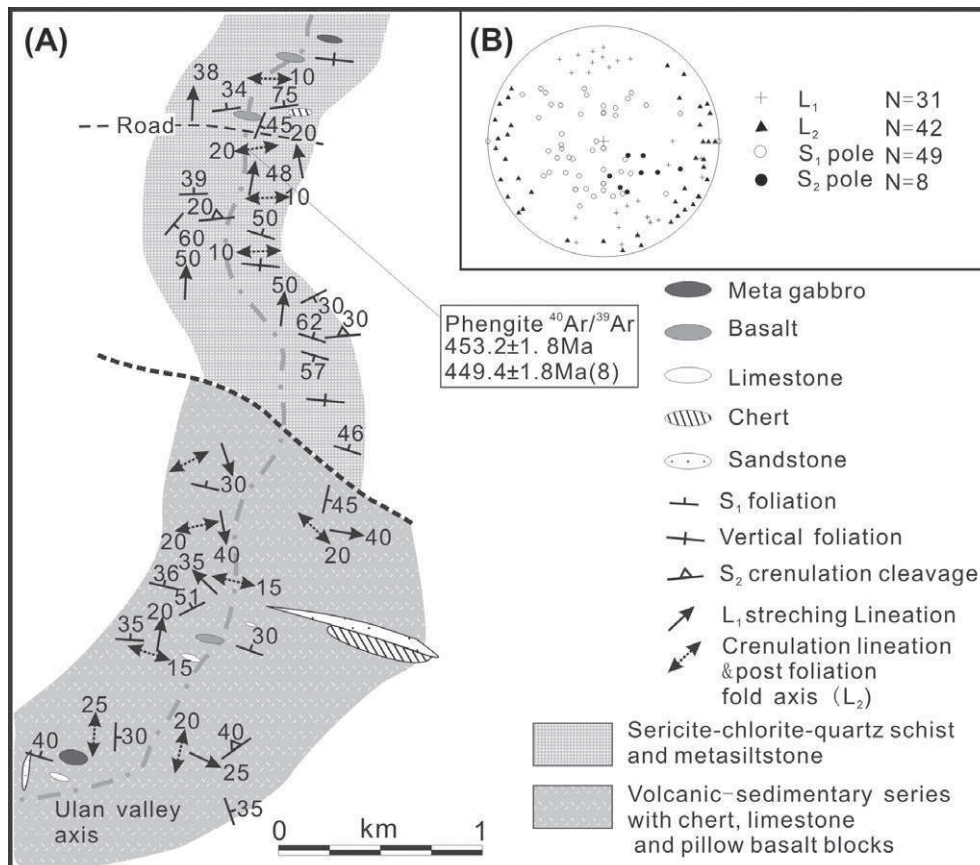 (A)
38
10
34
75
Road
45
20
20
48
39
10
20
50
60
50
10
50
30
62
30
57
46
30
45
20
40
40
20
35
36
15
51
20
35
30
15
25
20
40
30
40
25
35
Ulan valley
axis
0 km 1
Phengite ⁴⁰Ar/³⁹Ar
453.2±1. 8Ma
449.4±1.8Ma(8)
(B)
L₁ N=31
L₂ N=42
S₁ pole N=49
S₂ pole N=8
Meta gabbro
Basalt
Limestone
Chert
Sandstone
S₁ foliation
Vertical foliation
S₂ crenulation cleavage
L₁streching Lineation
Crenulation lineation
&post foliation
fold axis (L₂)
Sericite-chlorite-quartz schist
and metasiltstone
Volcanic-sedimentary series
with chert, limestone
and pillow basalt blocks